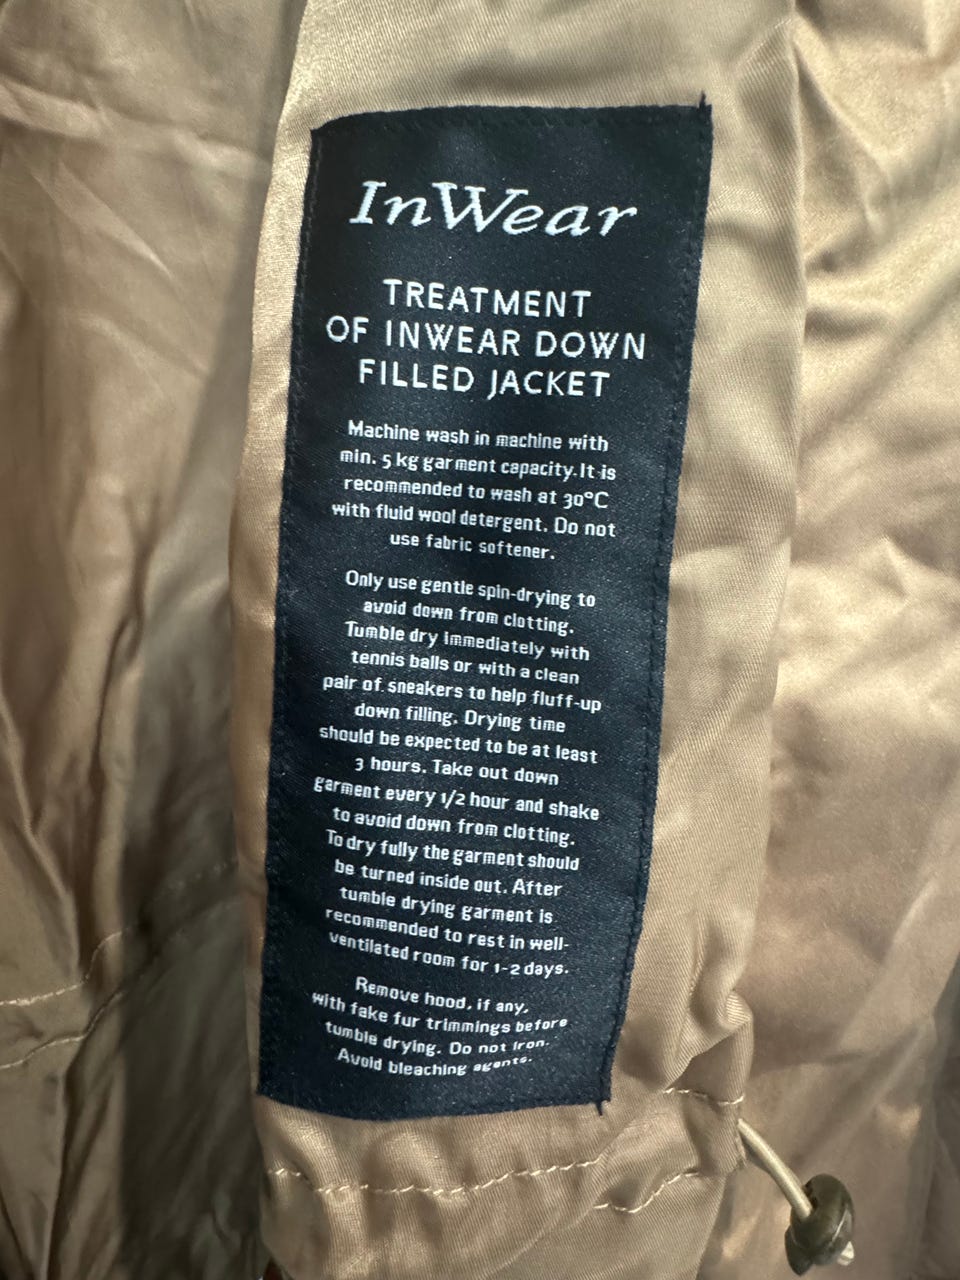 InWear
TREATMENT
OF INWEAR DOWN
FILLED JACKET
Machine wash in machine with
min. 5 kg garment capacity. It is
recommended to wash at 30°C
with fluid wool detergent. Do not
use fabric softener.
Only use gentle spin-drying to
avoid down from clotting.
Tumble dry immediately with
tennis balls or with a clean
pair of sneakers to help fluff-up
down filling. Drying time
should be expected to be at least
3 hours. Take out down
garment every 1/2 hour and shake
to avoid down from clotting.
To dry fully the garment should
be turned inside out. After
tumble drying garment is
recommended to rest in well-
ventilated room for 1-2 days.
Remove hood, if any,
with fake fur trimmings before
tumble drying. Do not iron.
Avoid bleaching agents.